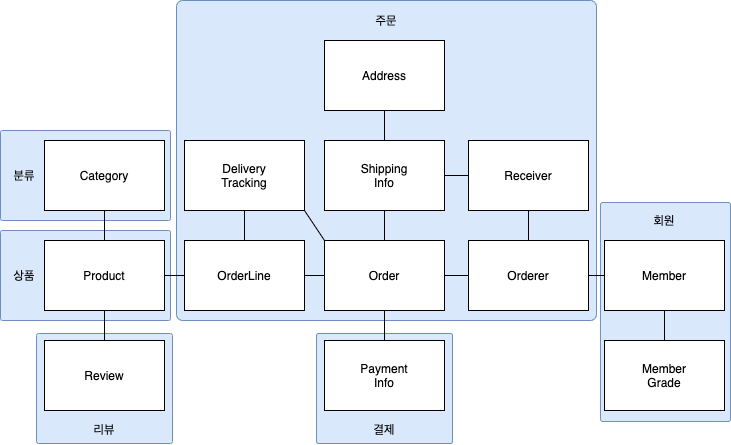 주문
Address
분류
Category
Delivery
Tracking
Shipping
Info
Receiver
회원
상품
Product
OrderLine
Order
Orderer
Member
Review
리뷰
Payment
Info
결제
Member
Grade